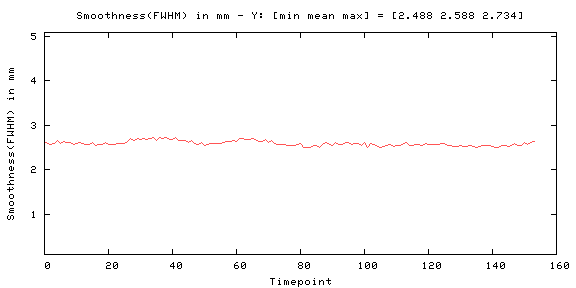 Smoothness(FWHM) in mm - Y: [min mean max] = [2.488 2.588 2.734]
5
4
3
2
1
Smoothness(FWHM) in mm
0 20 40 60 80 100 120 140 160
Timepoint